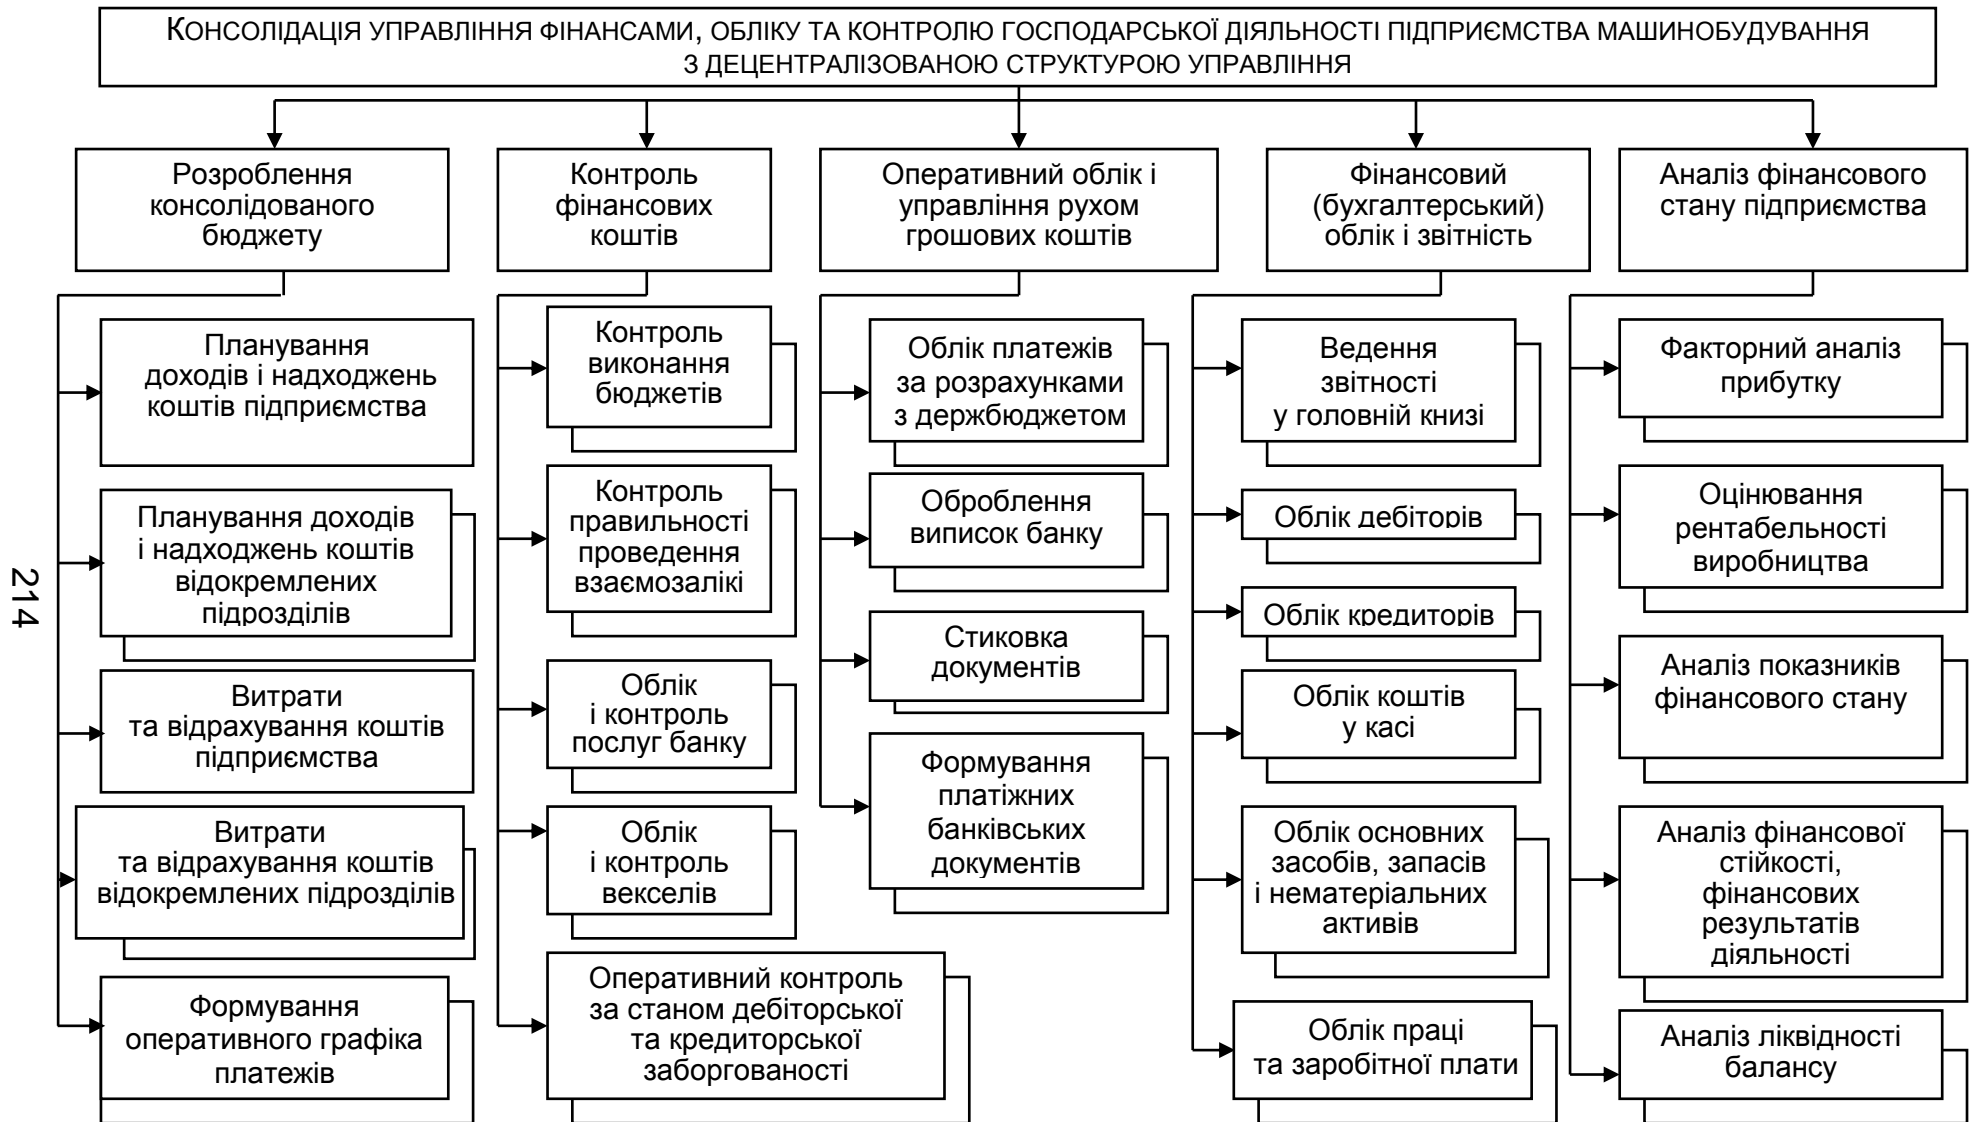 КОНСОЛІДАЦІЯ УПРАВЛІННЯ ФІНАНСАМИ, ОБЛІКУ ТА КОНТРОЛЮ ГОСПОДАРСЬКОЇ ДІЯЛЬНОСТІ ПІДПРИЄМСТВА МАШИНОБУДУВАННЯ
З ДЕЦЕНТРАЛІЗОВАНОЮ СТРУКТУРОЮ УПРАВЛІННЯ
Розроблення
консолідованого
бюджету
Планування
доходів і надходжень
коштів підприємства
Планування доходів
і надходжень коштів
відокремлених
підрозділів
Витрати
та відрахування коштів
підприємства
Витрати
та відрахування коштів
відокремлених підрозділів
Формування
оперативного графіка
платежів
Контроль
фінансових
коштів
Контроль
виконання
бюджетів
Контроль
правильності
проведення
взаємозалікі
Облік
і контроль
послуг банку
Облік
і контроль
векселів
Оперативний контроль
за станом дебіторської
та кредиторської
заборгованості
Оперативний облік і
управління рухом
грошових коштів
Облік платежів
за розрахунками
з держбюджетом
Оброблення
виписок банку
Стиковка
документів
Формування
платіжних
банківських
документів
Фінансовий
(бухгалтерський)
облік і звітність
Ведення
звітності
у головній книзі
Облік дебіторів
Облік кредиторів
Облік коштів
у касі
Облік основних
засобів, запасів
і нематеріальних
активів
Облік праці
та заробітної плати
Аналіз фінансового
стану підприємства
Факторний аналіз
прибутку
Оцінювання
рентабельності
виробництва
Аналіз показників
фінансового стану
Аналіз фінансової
стійкості,
фінансових
результатів
діяльності
Аналіз ліквідності
балансу
214